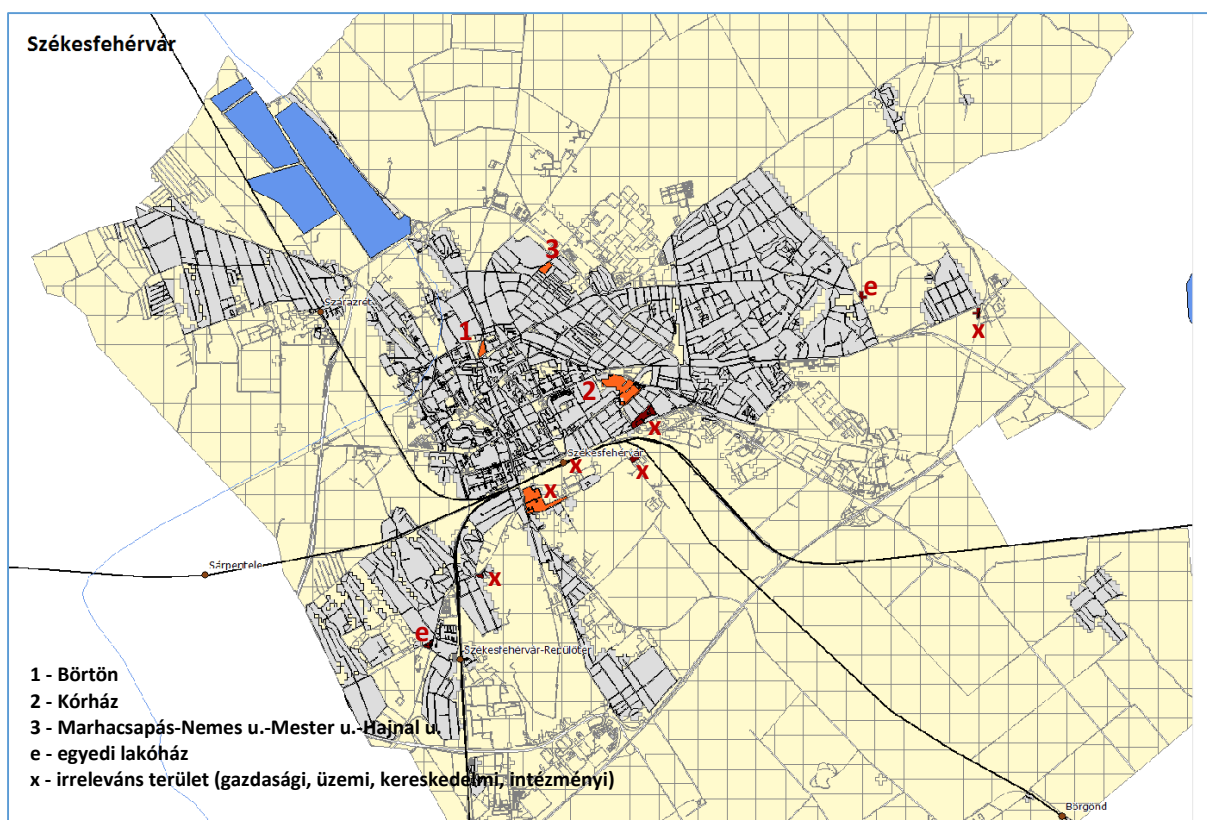 Székesfehérvár
3
e
Szárazrét
x
1
2
x
Székesfehérvár
x
x
x
Sárpentele
x
e
Székesfehérvár-Repülőtér
1 - Börtön
2 - Kórház
3 - Marhacsapás-Nemes u.-Mester u.-Hajnal u.
e - egyedi lakóház
x - irreleváns terület (gazdasági, üzemi, kereskedelmi, intézményi)
Börgönd